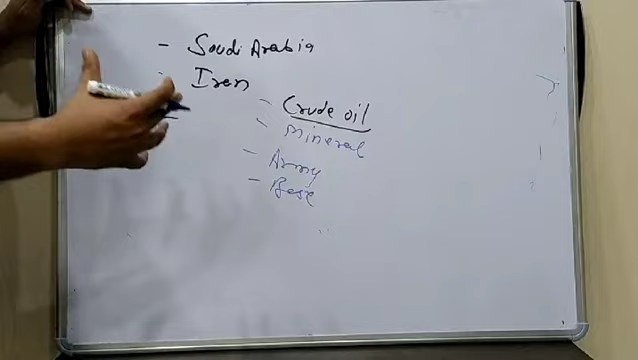 - Saudi Arabia
- Iran
- Crude oil
- Mineral
- Army
- Base